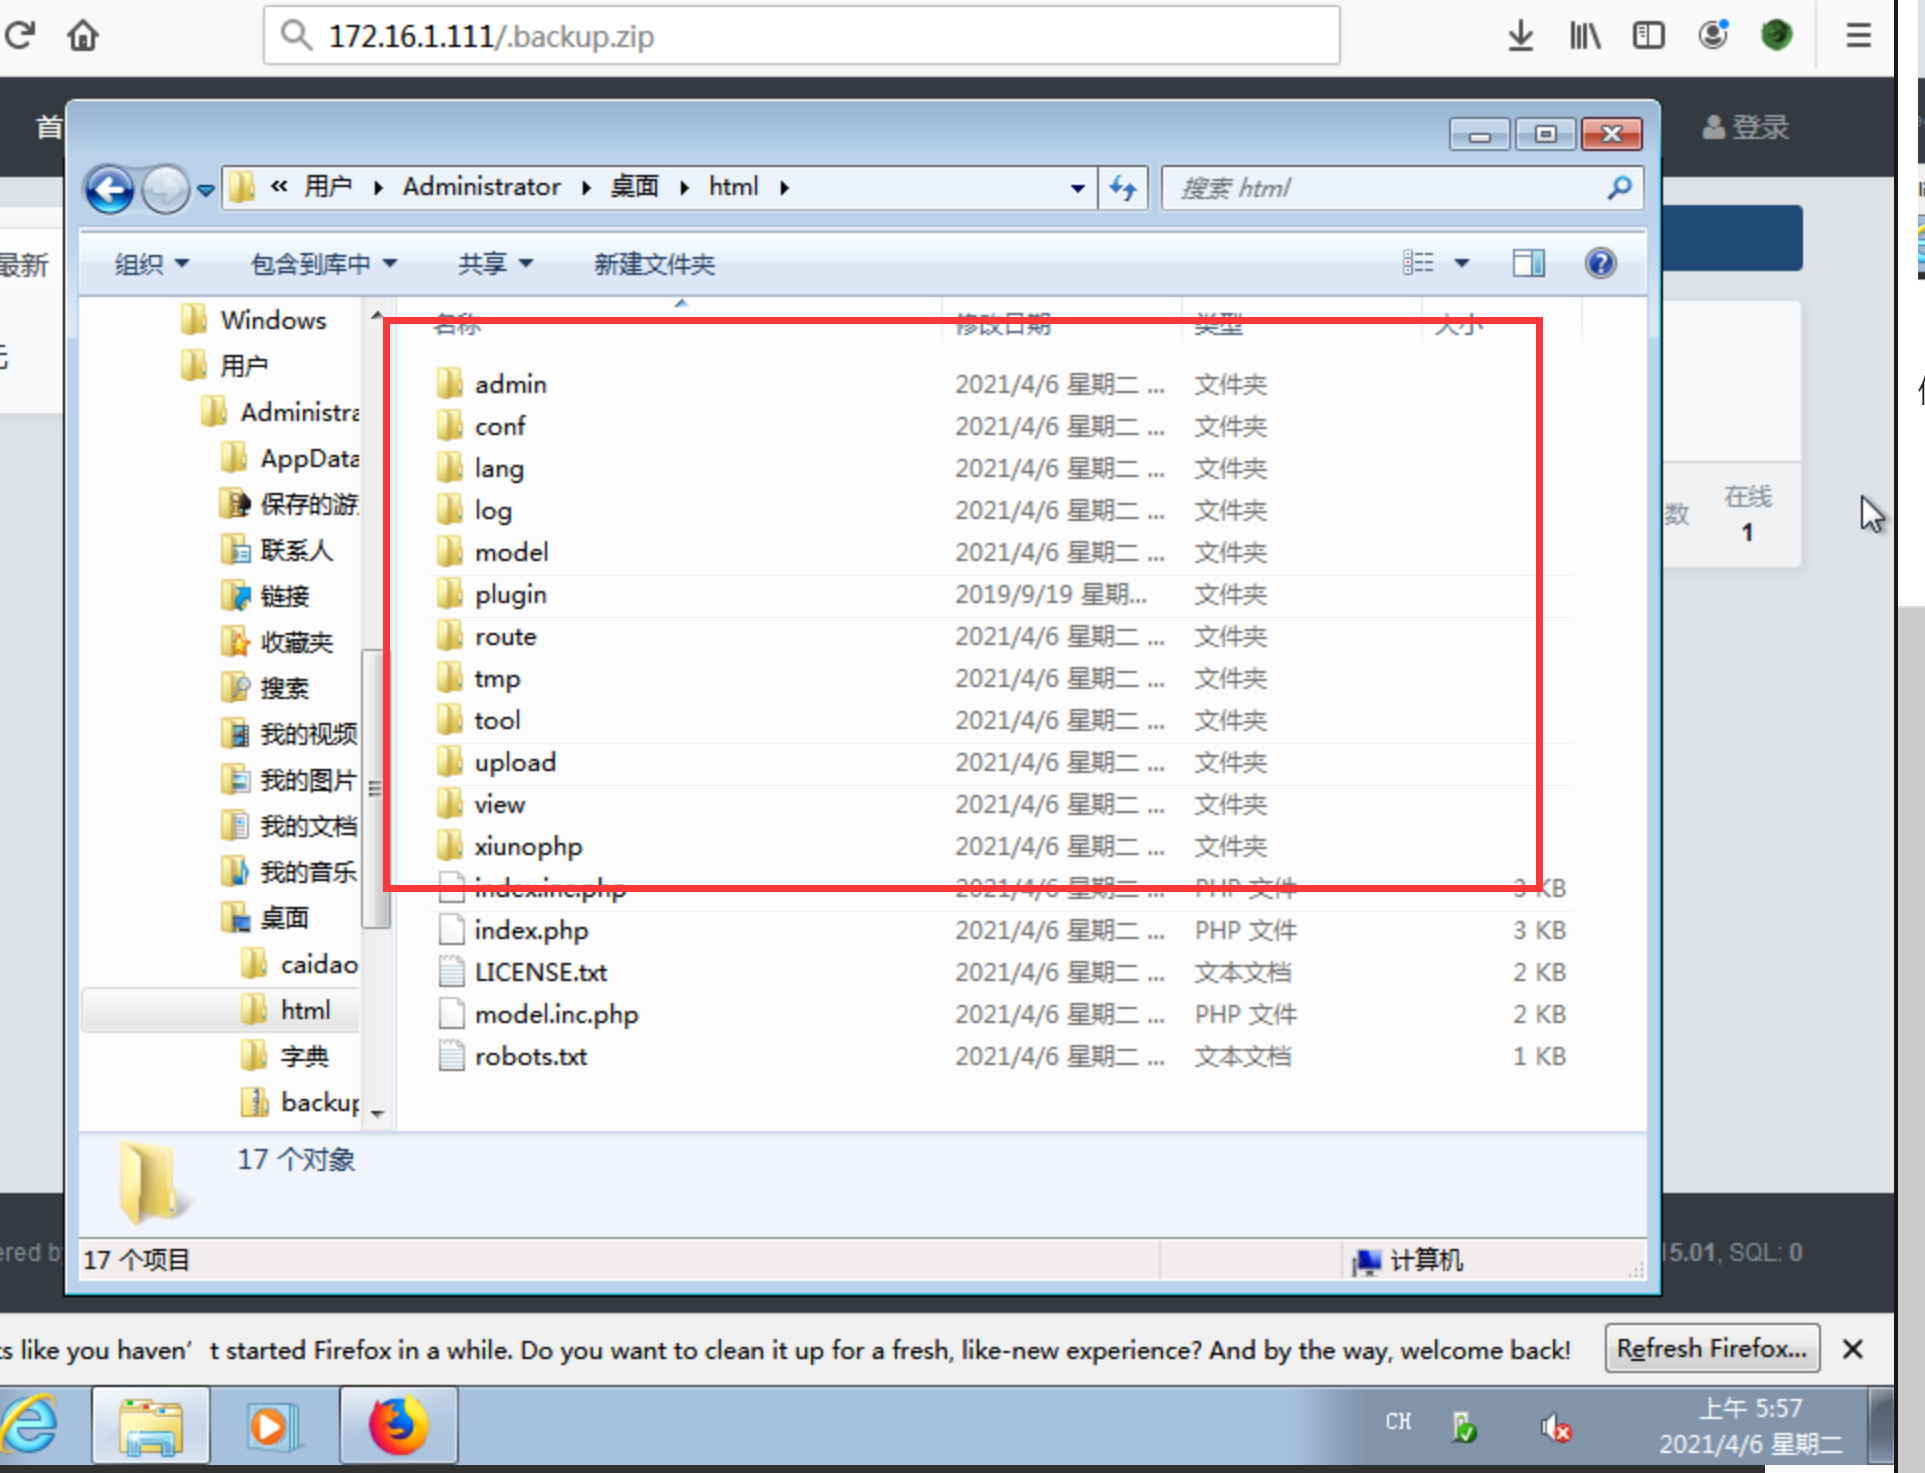 172.16.1.111/.backup.zip
首
登录
« 用户 ▸ Administrator ▸ 桌面 ▸ html ▸
搜索 html
组织
包含到库中
共享
新建文件夹
最新
Windows
用户
Administra
AppData
保存的游
联系人
链接
收藏夹
搜索
我的视频
我的图片
我的文档
我的音乐
桌面
caidao
html
字典
backup
名称 修改日期 类型 大小
admin 2021/4/6 星期二 ... 文件夹
conf 2021/4/6 星期二 ... 文件夹
lang 2021/4/6 星期二 ... 文件夹
log 2021/4/6 星期二 ... 文件夹
model 2021/4/6 星期二 ... 文件夹
plugin 2019/9/19 星期... 文件夹
route 2021/4/6 星期二 ... 文件夹
tmp 2021/4/6 星期二 ... 文件夹
tool 2021/4/6 星期二 ... 文件夹
upload 2021/4/6 星期二 ... 文件夹
view 2021/4/6 星期二 ... 文件夹
xiunophp 2021/4/6 星期二 ... 文件夹
index.inc.php 2021/4/6 星期二 ... PHP 文件 3 KB
index.php 2021/4/6 星期二 ... PHP 文件 3 KB
LICENSE.txt 2021/4/6 星期二 ... 文本文档 2 KB
model.inc.php 2021/4/6 星期二 ... PHP 文件 2 KB
robots.txt 2021/4/6 星期二 ... 文本文档 1 KB
数
在线
1
17 个对象
17 个项目
计算机
ered b
15.01, SQL: 0
s like you haven't started Firefox in a while. Do you want to clean it up for a fresh, like-new experience? And by the way, welcome back!
Refresh Firefox...
CH
上午 5:57
2021/4/6 星期二